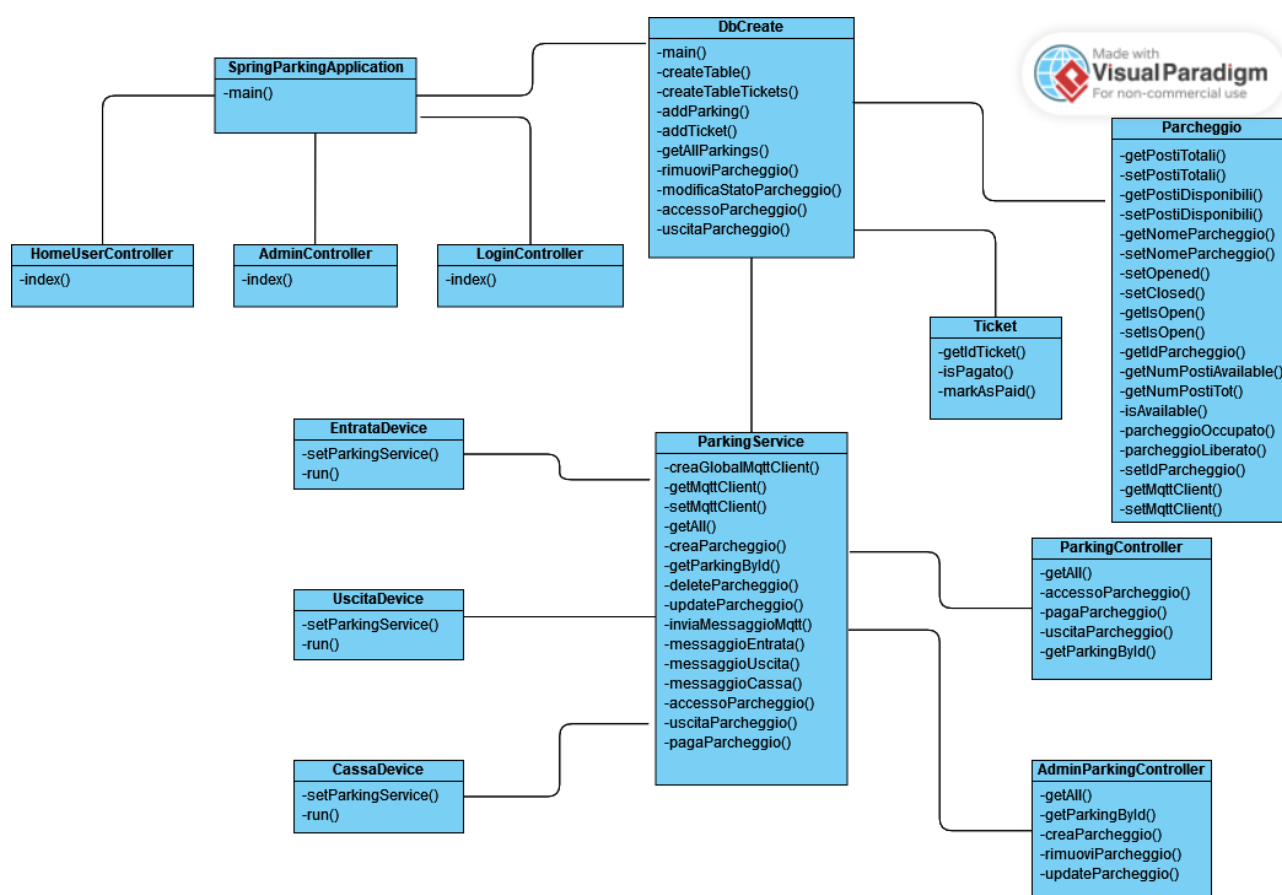 DbCreate
-main()
-createTable()
-createTableTickets()
-addParking()
-addTicket()
-getAllParkings()
-rimuoviParcheggio()
-modificaStatoParcheggio()
-accessoParcheggio()
-uscitaParcheggio()
Made with
Visual Paradigm
For non-commercial use
SpringParkingApplication
-main()
Parcheggio
-getPostiTotali()
-setPostiTotali()
-getPostiDisponibili()
-setPostiDisponibili()
-getNomeParcheggio()
-setNomeParcheggio()
-setOpened()
-setClosed()
-getIsOpen()
-setIsOpen()
-getIdParcheggio()
-getNumPostiAvailable()
-getNumPostiTot()
-isAvailable()
-parcheggioOccupato()
-parcheggioLiberato()
-setIdParcheggio()
-getMqttClient()
-setMqttClient()
HomeUserController
-index()
AdminController
-index()
LoginController
-index()
Ticket
-getIdTicket()
-isPagato()
-markAsPaid()
EntrataDevice
-setParkingService()
-run()
ParkingService
-creaGlobalMqttClient()
-getMqttClient()
-setMqttClient()
-getAll()
-creaParcheggio()
-getParkingById()
-deleteParcheggio()
-updateParcheggio()
-inviaMessaggioMqtt()
-messaggioEntrata()
-messaggioUscita()
-messaggioCassa()
-accessoParcheggio()
-uscitaParcheggio()
-pagaParcheggio()
ParkingController
-getAll()
-accessoParcheggio()
-pagaParcheggio()
-uscitaParcheggio()
-getParkingById()
UscitaDevice
-setParkingService()
-run()
CassaDevice
-setParkingService()
-run()
AdminParkingController
-getAll()
-getParkingById()
-creaParcheggio()
-rimuoviParcheggio()
-updateParcheggio()